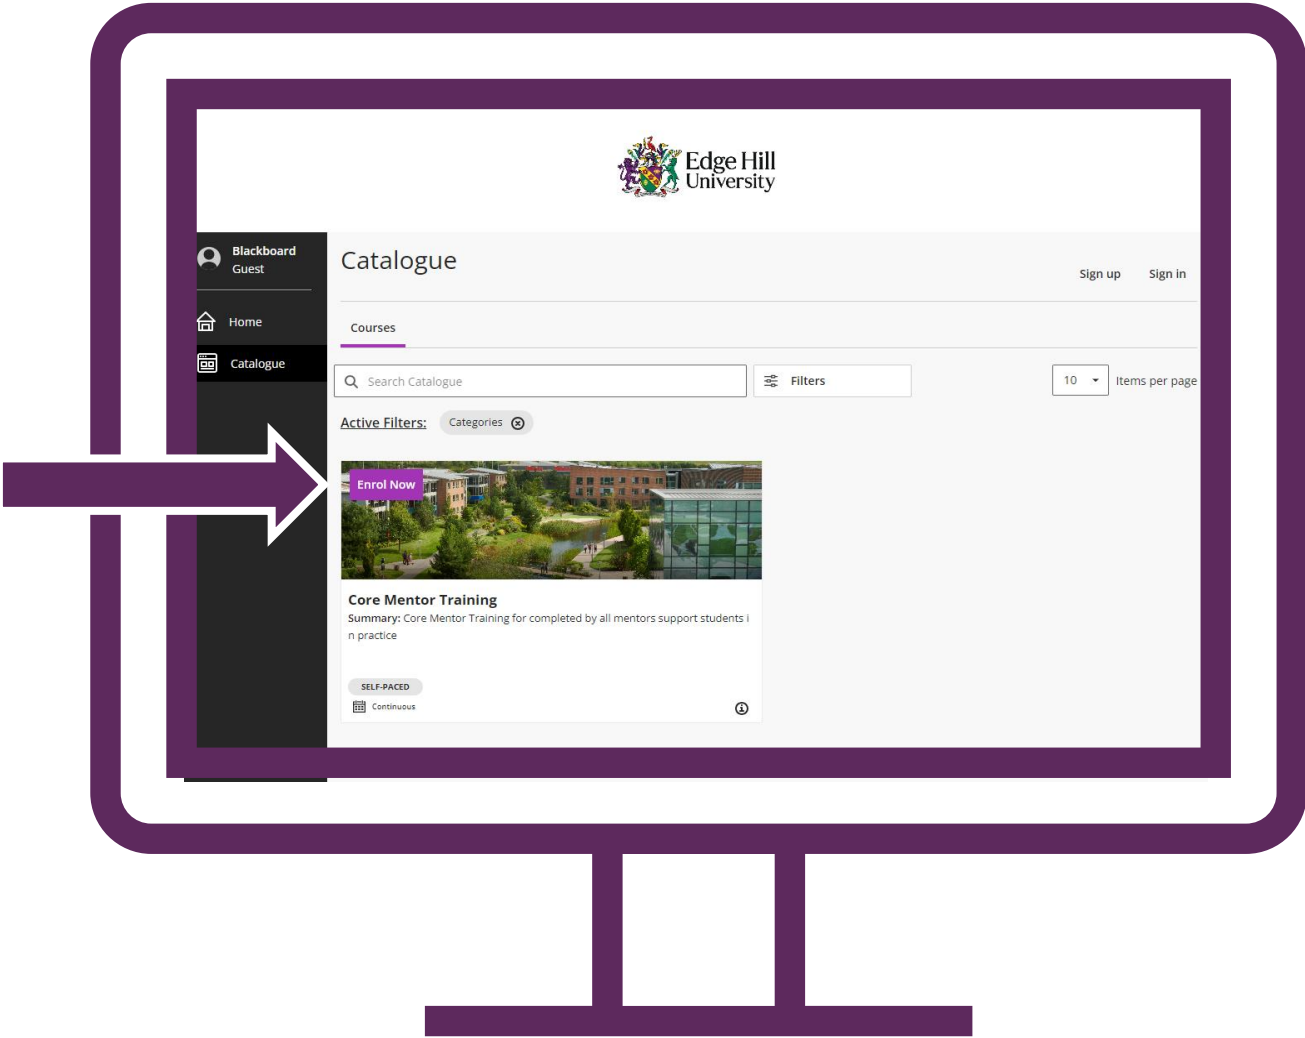 Edge Hill
University
Blackboard
Guest
Home
Catalogue
Catalogue
Sign up
Sign in
Courses
Search Catalogue
Filters
10
Items per page
Active Filters:
Categories
Enrol Now
Core Mentor Training
Summary: Core Mentor Training for completed by all mentors support students i
n practice
SELF-PACED
Continuous